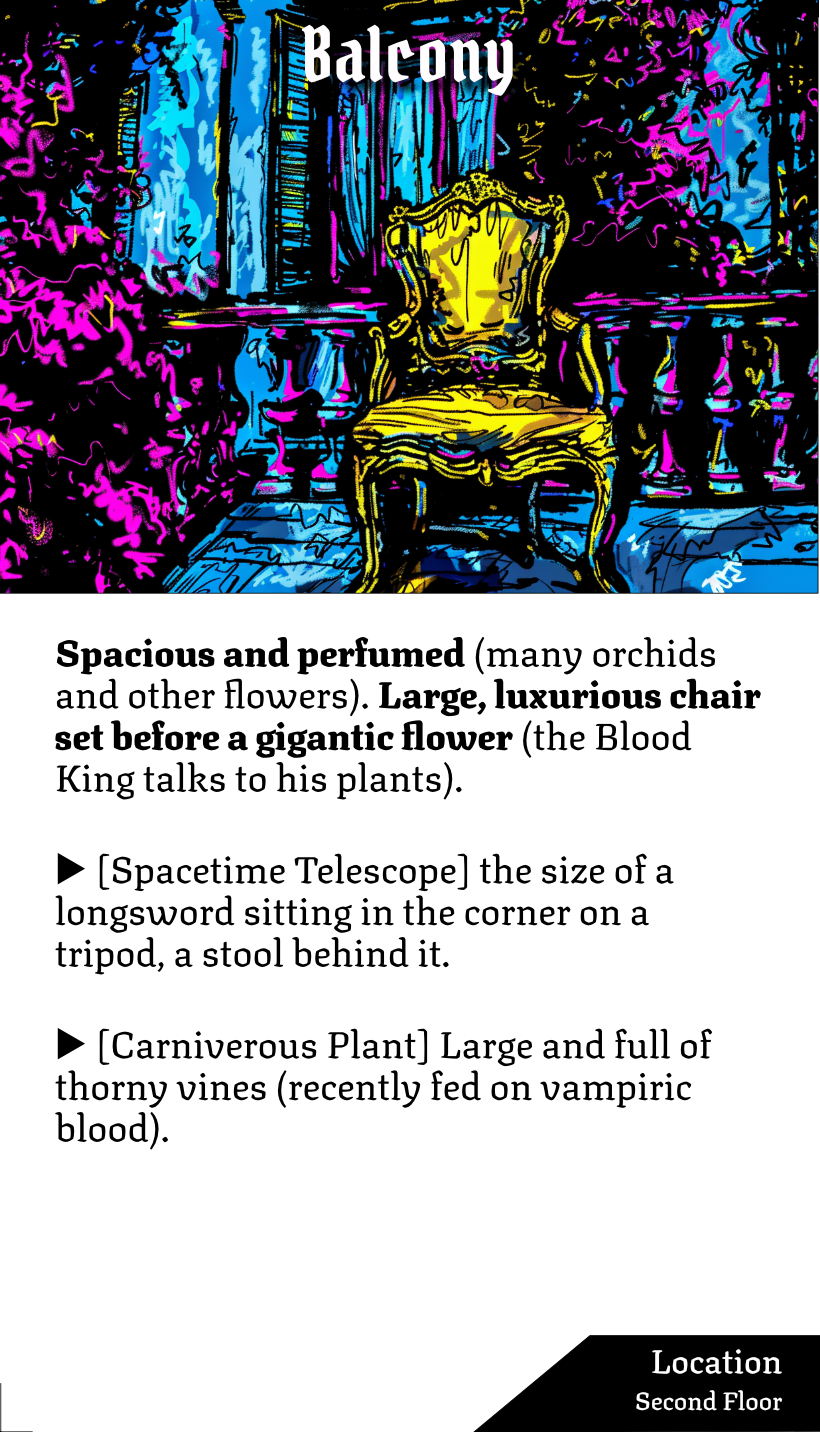 Balcony
Spacious and perfumed (many orchids
and other flowers). Large, luxurious chair
set before a gigantic flower (the Blood
King talks to his plants).
▶ [Spacetime Telescope] the size of a
longsword sitting in the corner on a
tripod, a stool behind it.
▶ [Carniverous Plant] Large and full of
thorny vines (recently fed on vampiric
blood).
Location
Second Floor